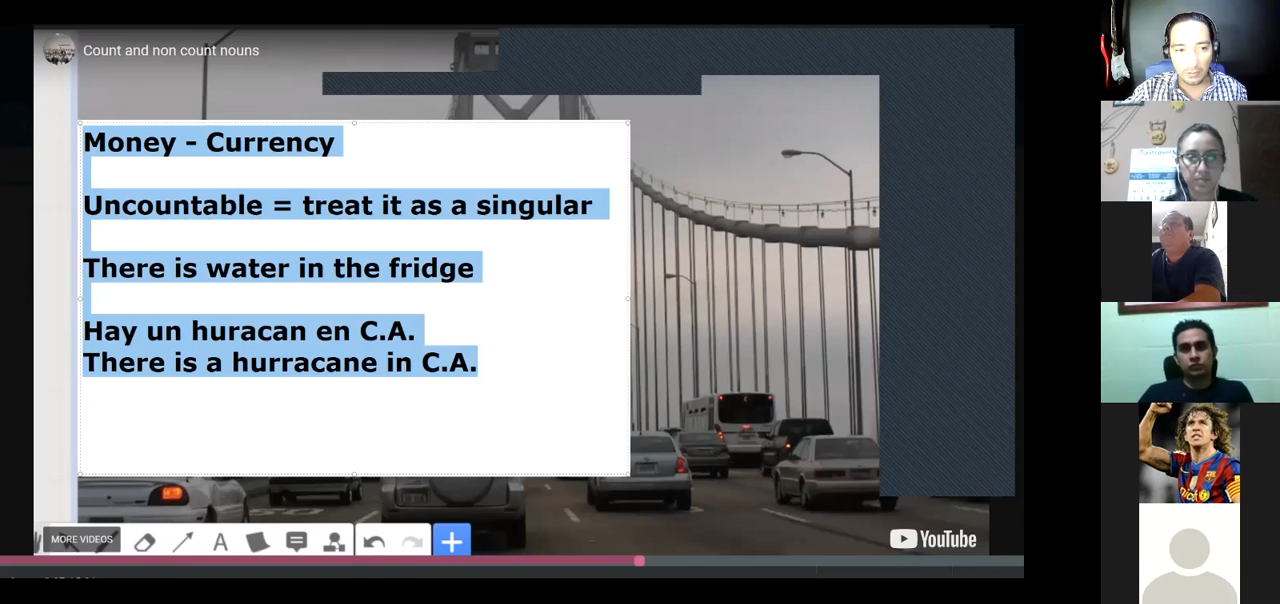 Count and non count nouns
Money - Currency
Uncountable = treat it as a singular
There is water in the fridge
Hay un huracan en C.A.
There is a hurracane in C.A.
MORE VIDEOS
A
YouTube